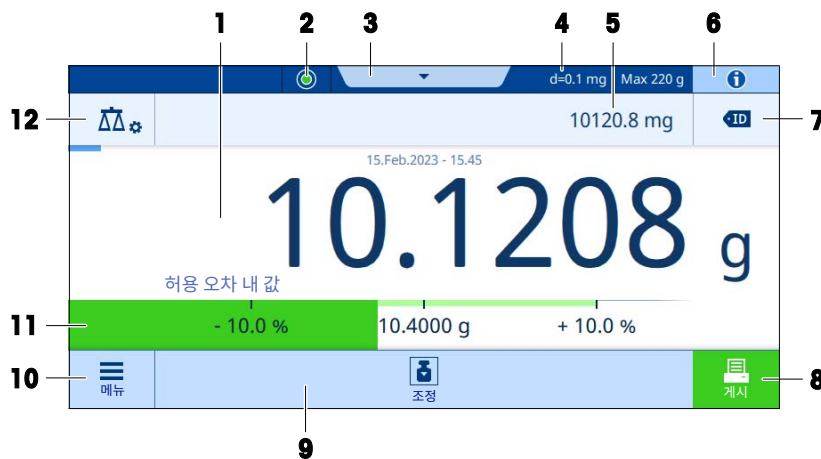 1 2 3 4 5 6
d=0.1 mg Max 220 g
12 10120.8 mg ID 7
15.Feb.2023 - 15.45
10.1208 g
허용 오차 내 값
11 - 10.0 % 10.4000 g + 10.0 %
10 메뉴 조정 게시 8
9